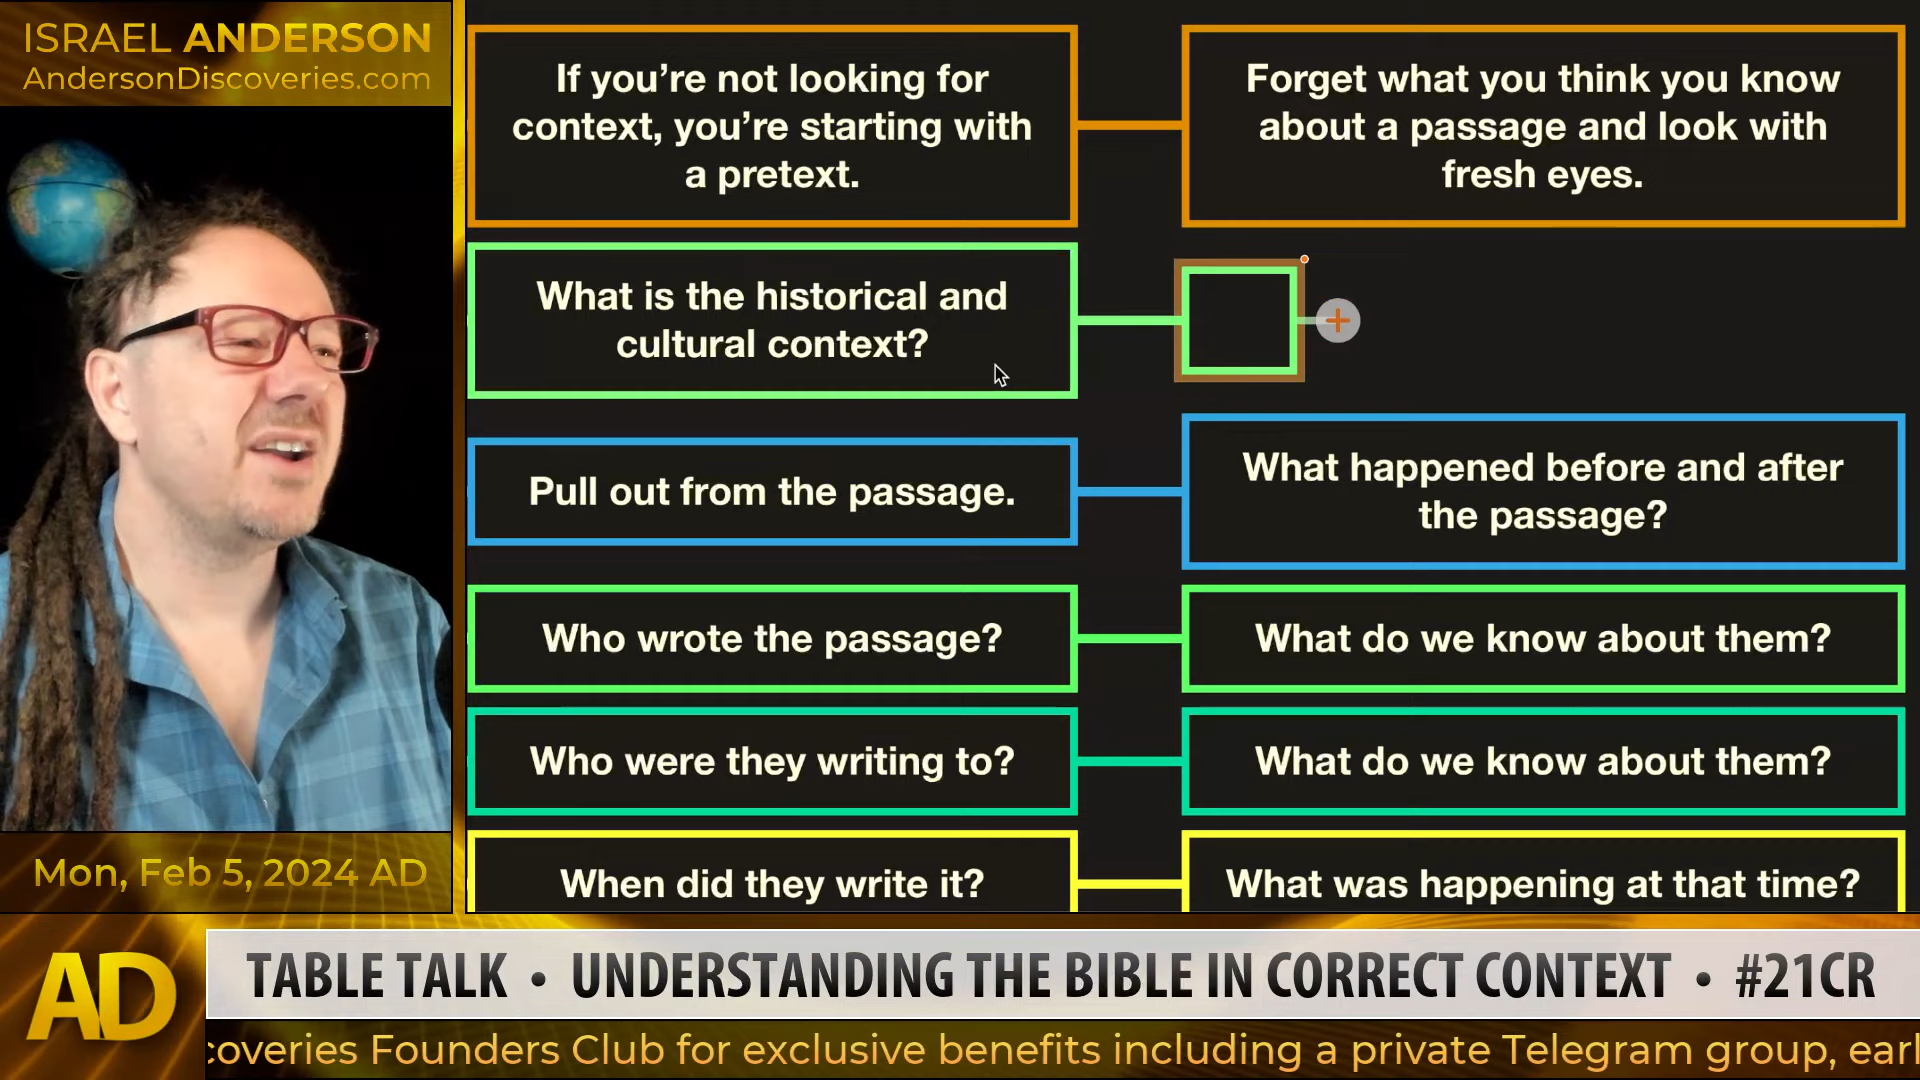 ISRAEL ANDERSON
AndersonDiscoveries.com
If you’re not looking for
context, you’re starting with
a pretext.
Forget what you think you know
about a passage and look with
fresh eyes.
What is the historical and
cultural context?
Pull out from the passage.
What happened before and after
the passage?
Who wrote the passage?
What do we know about them?
Who were they writing to?
What do we know about them?
When did they write it?
What was happening at that time?
Mon, Feb 5, 2024 AD
AD
TABLE TALK • UNDERSTANDING THE BIBLE IN CORRECT CONTEXT • #21CR
coveries Founders Club for exclusive benefits including a private Telegram group, earl